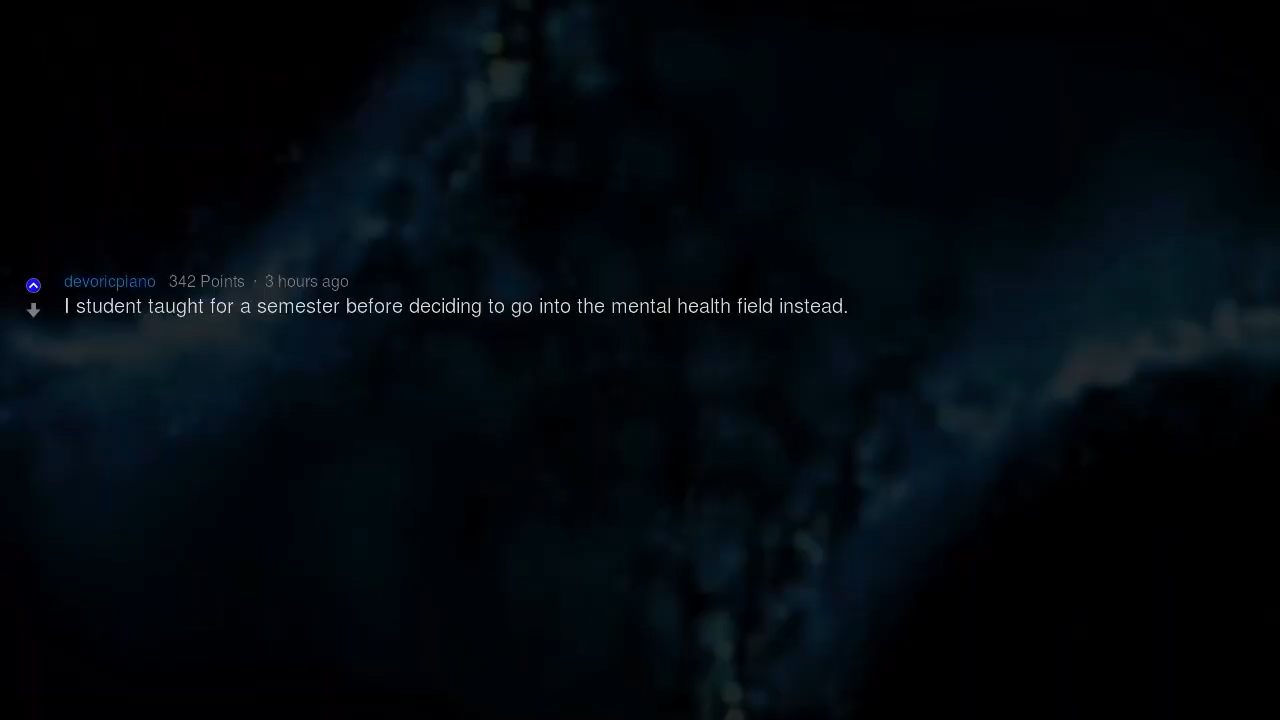 devoricpiano 342 Points · 3 hours ago
I student taught for a semester before deciding to go into the mental health field instead.